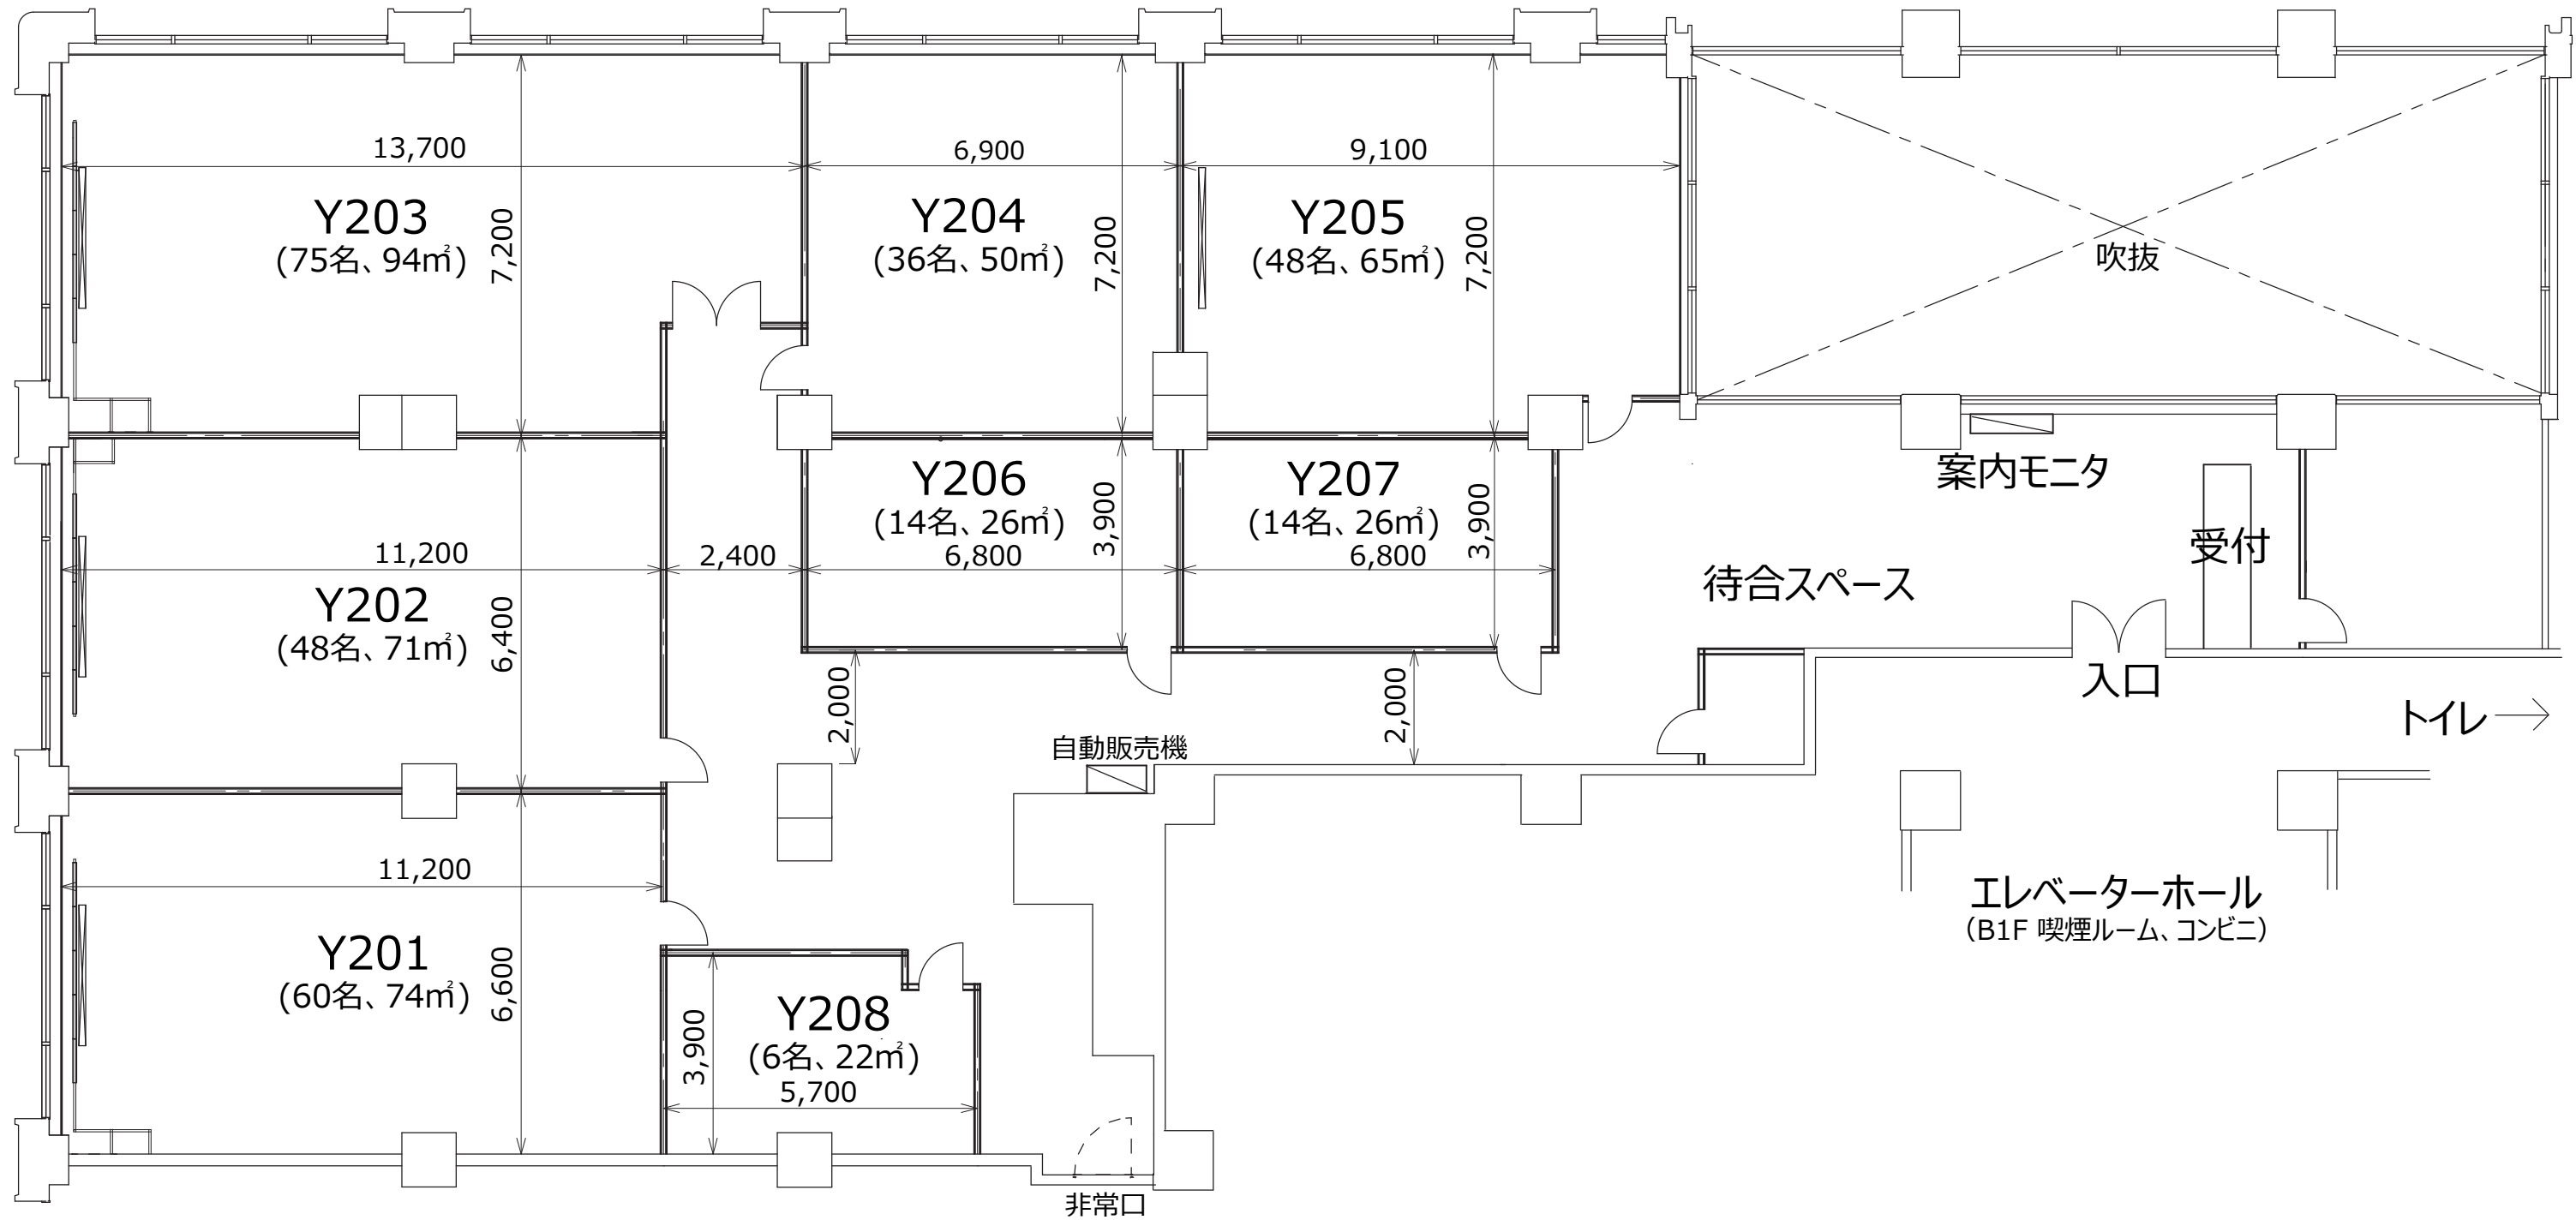 13,700
6,900
9,100
Y203
(75名、94㎡)
7,200
Y204
(36名、50㎡)
7,200
Y205
(48名、65㎡)
7,200
吹抜
Y206
(14名、26㎡)
6,800
3,900
Y207
(14名、26㎡)
6,800
3,900
案内モニタ
受付
待合スペース
11,200
2,400
Y202
(48名、71㎡)
6,400
2,000
2,000
入口
トイレ→
自動販売機
11,200
Y201
(60名、74㎡)
6,600
エレベーターホール
（B1F 喫煙ルーム、コンビニ）
Y208
(6名、22㎡)
5,700
3,900
非常口